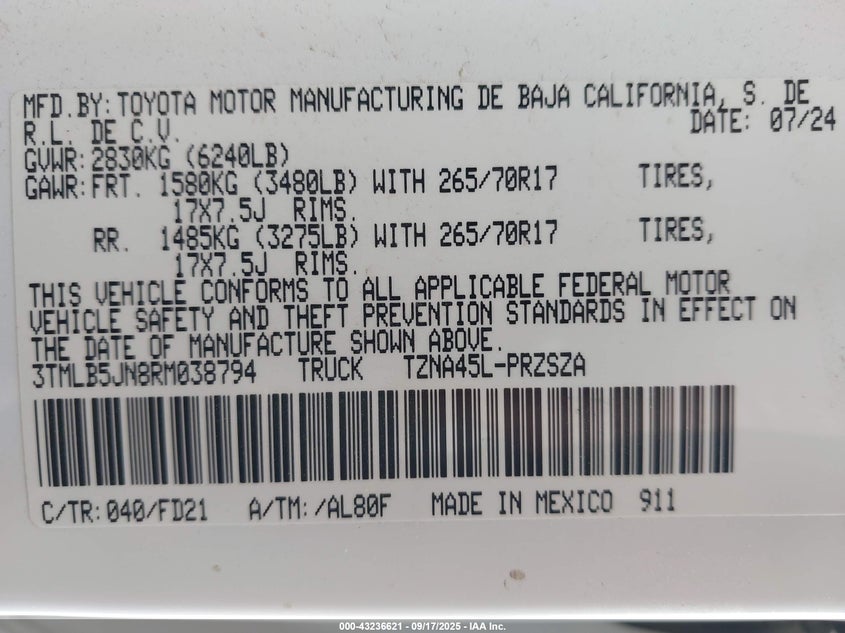 MFD.BY: TOYOTA MOTOR MANUFACTURING DE BAJA CALIFORNIA, S. DE
R.L. DE C.V. DATE: 07/24
GVWR: 2830KG (6240LB)
GAWR: FRT. 1580KG (3480LB) WITH 265/70R17 TIRES,
17X7.5J RIMS.
RR. 1485KG (3275LB) WITH 265/70R17 TIRES,
17X7.5J RIMS.
THIS VEHICLE CONFORMS TO ALL APPLICABLE FEDERAL MOTOR
VEHICLE SAFETY AND THEFT PREVENTION STANDARDS IN EFFECT ON
THE DATE OF MANUFACTURE SHOWN ABOVE.
3TMLB5JN8RM038794 TRUCK TZNA45L-PRZSZA
C/TR: 040/FD21 A/TM: /AL80F MADE IN MEXICO 911
000-43236621 - 09/17/2025 - IAA Inc.